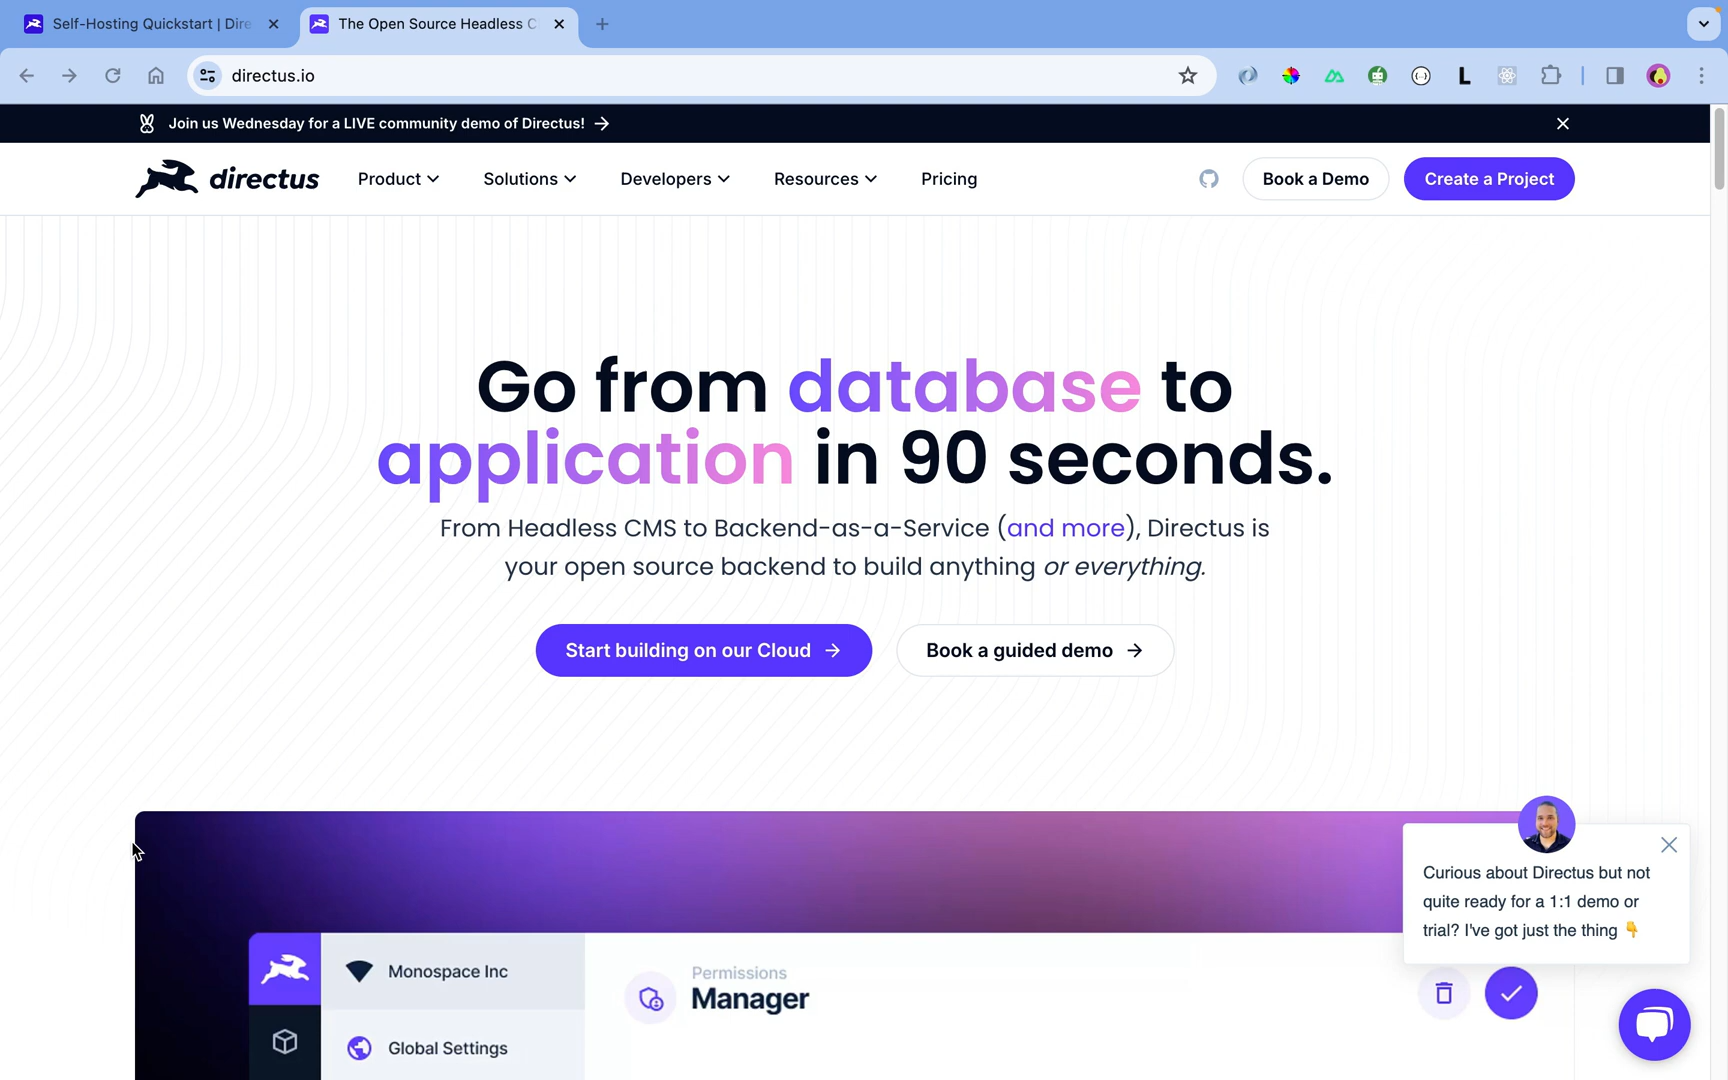 Self-Hosting Quickstart | Dire
The Open Source Headless C
directus.io
Join us Wednesday for a LIVE community demo of Directus! →
directus
Product
Solutions
Developers
Resources
Pricing
Book a Demo
Create a Project
Go from database to
application in 90 seconds.
From Headless CMS to Backend-as-a-Service (and more), Directus is
your open source backend to build anything or everything.
Start building on our Cloud →
Book a guided demo →
Curious about Directus but not
quite ready for a 1:1 demo or
trial? I've got just the thing 👇
Monospace Inc
Permissions
Manager
Global Settings